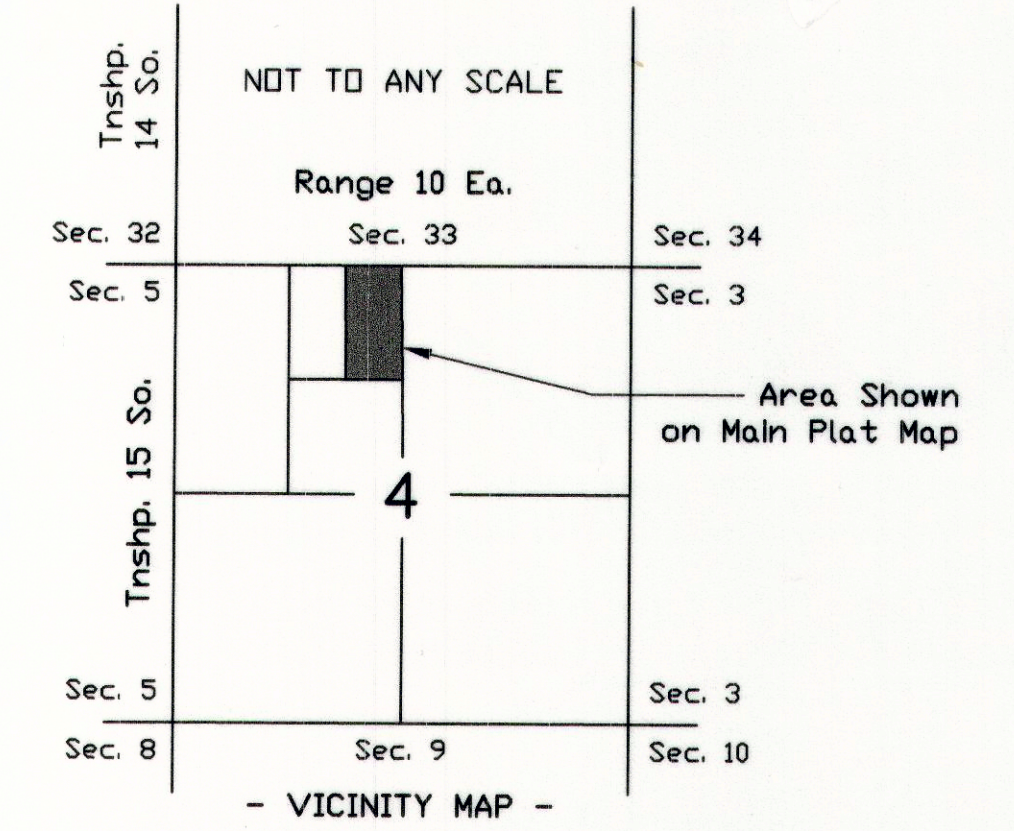 Tnshp.
14 So.
NOT TO ANY SCALE
Range 10 Ea.
Sec. 32
Sec. 33
Sec. 34
Sec. 5
Sec. 3
Tnshp. 15 So.
Area Shown
on Main Plat Map
4
Sec. 5
Sec. 3
Sec. 8
Sec. 9
Sec. 10
- VICINITY MAP -